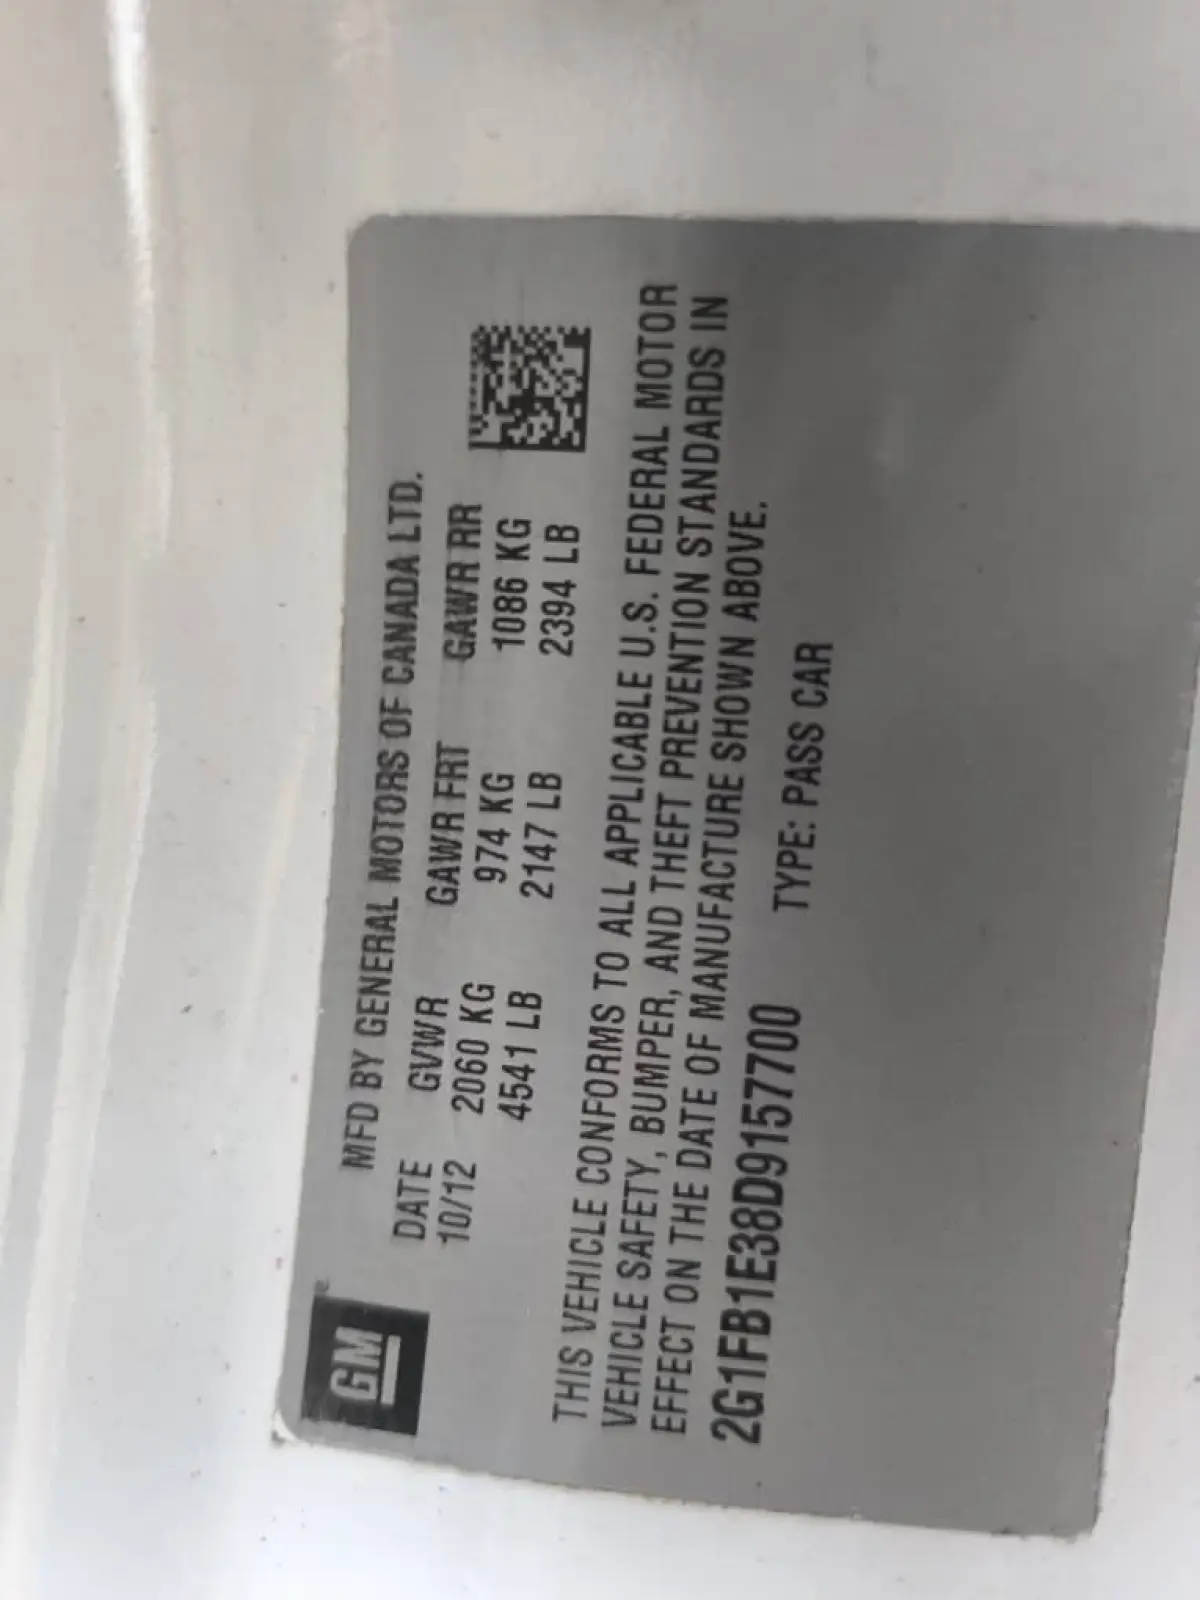 GM
MFD BY GENERAL MOTORS OF CANADA LTD.
DATE GVWR GAWR FRT GAWR RR
10/12 2060 KG 974 KG 1086 KG
4541 LB 2147 LB 2394 LB
THIS VEHICLE CONFORMS TO ALL APPLICABLE U.S. FEDERAL MOTOR
VEHICLE SAFETY, BUMPER, AND THEFT PREVENTION STANDARDS IN
EFFECT ON THE DATE OF MANUFACTURE SHOWN ABOVE.
2G1FB1E38D9157700 TYPE: PASS CAR